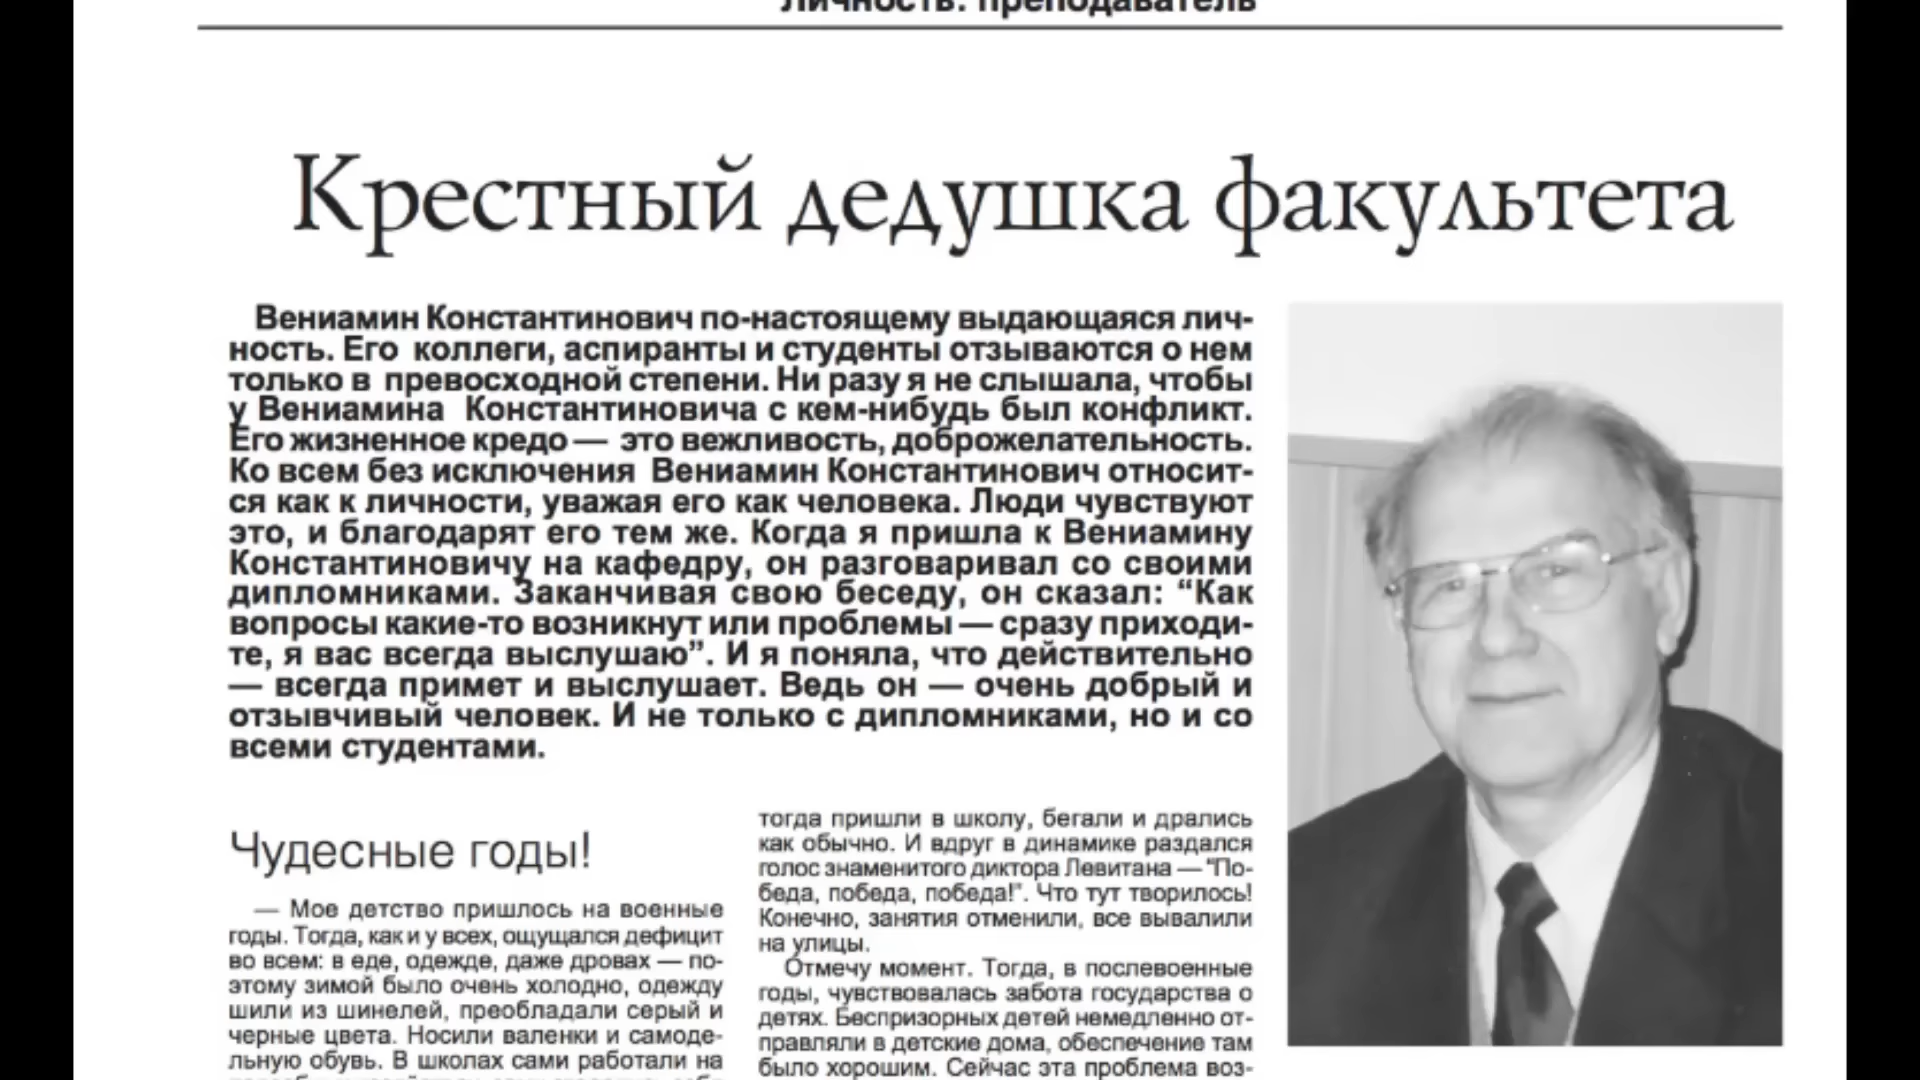 Личность: преподаватель
Крестный дедушка факультета
Вениамин Константинович по-настоящему выдающаяся лич-
ность. Его коллеги, аспиранты и студенты отзываются о нем
только в превосходной степени. Ни разу я не слышала, чтобы
у Вениамина Константиновича с кем-нибудь был конфликт.
Его жизненное кредо — это вежливость, доброжелательность.
Ко всем без исключения Вениамин Константинович относит-
ся как к личности, уважая его как человека. Люди чувствуют
это, и благодарят его тем же. Когда я пришла к Вениамину
Константиновичу на кафедру, он разговаривал со своими
дипломниками. Заканчивая свою беседу, он сказал: “Как
вопросы какие-то возникнут или проблемы — сразу приходи-
те, я вас всегда выслушаю”. И я поняла, что действительно
— всегда примет и выслушает. Ведь он — очень добрый и
отзывчивый человек. И не только с дипломниками, но и со
всеми студентами.
Чудесные годы!
— Мое детство пришлось на военные
годы. Тогда, как и у всех, ощущался дефицит
во всем: в еде, одежде, даже дровах — по-
этому зимой было очень холодно, одежду
шили из шинелей, преобладали серый и
черные цвета. Носили валенки и самоде-
льную обувь. В школах сами работали на
тогда пришли в школу, бегали и дрались
как обычно. И вдруг в динамике раздался
голос знаменитого диктора Левитана — “По-
беда, победа, победа!”. Что тут творилось!
Конечно, занятия отменили, все вывалили
на улицы.
Отмечу момент. Тогда, в послевоенные
годы, чувствовалась забота государства о
детях. Беспризорных детей немедленно от-
правляли в детские дома, обеспечение там
было хорошим. Сейчас эта проблема воз-